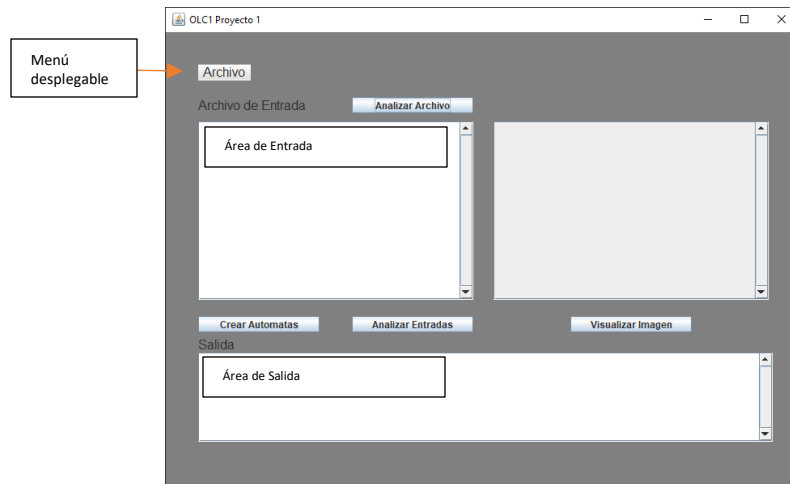 OLC1 Proyecto 1
Menú
desplegable
Archivo
Archivo de Entrada
Analizar Archivo
Área de Entrada
Crear Automatas
Analizar Entradas
Visualizar Imagen
Salida
Área de Salida